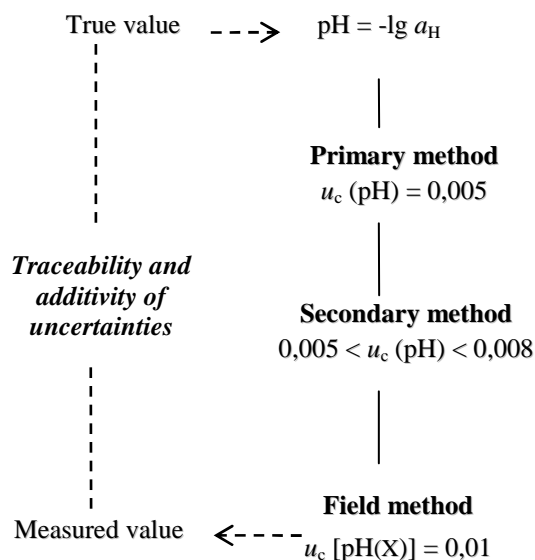 True value
pH = -lg aH
Primary method
uc (pH) = 0,005
Traceability and
additivity of
uncertainties
Secondary method
0,005 < uc (pH) < 0,008
Measured value
Field method
uc [pH(X)] = 0,01